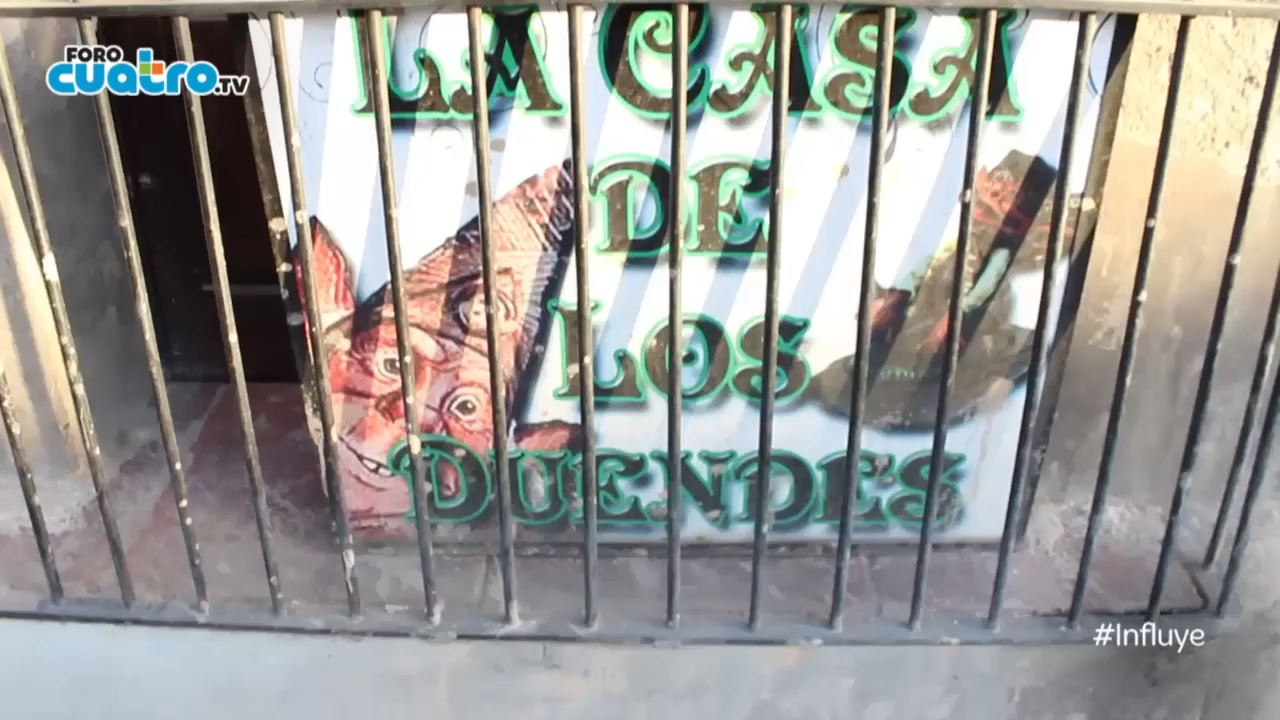 FORO
cuatro.tv
LA CASA
DE
LOS
DUENDES
#Influye